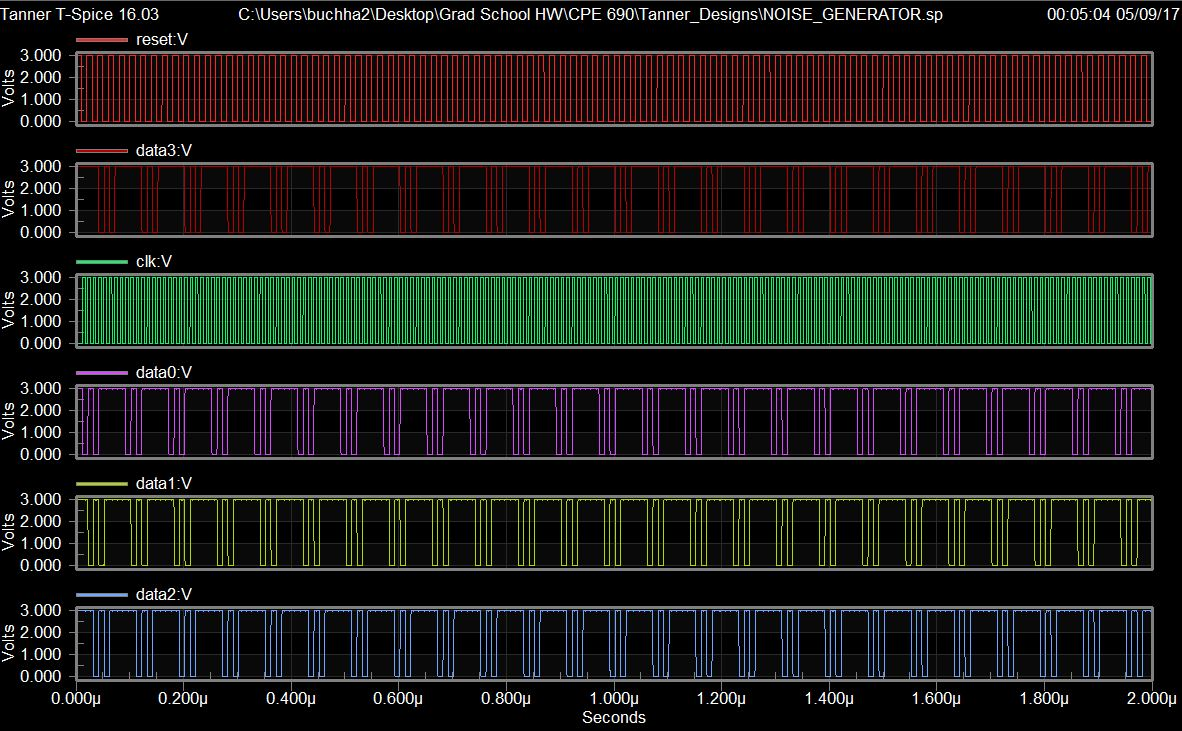 Tanner T-Spice 16.03 C:\Users\buchha2\Desktop\Grad School HW\CPE 690\Tanner_Designs\NOISE_GENERATOR.sp 00:05:04 05/09/17
reset:V
3.000
2.000
1.000
0.000
Volts
data3:V
3.000
2.000
1.000
0.000
Volts
clk:V
3.000
2.000
1.000
0.000
Volts
data0:V
3.000
2.000
1.000
0.000
Volts
data1:V
3.000
2.000
1.000
0.000
Volts
data2:V
3.000
2.000
1.000
0.000
Volts
0.000µ 0.200µ 0.400µ 0.600µ 0.800µ 1.000µ 1.200µ 1.400µ 1.600µ 1.800µ 2.000µ
Seconds